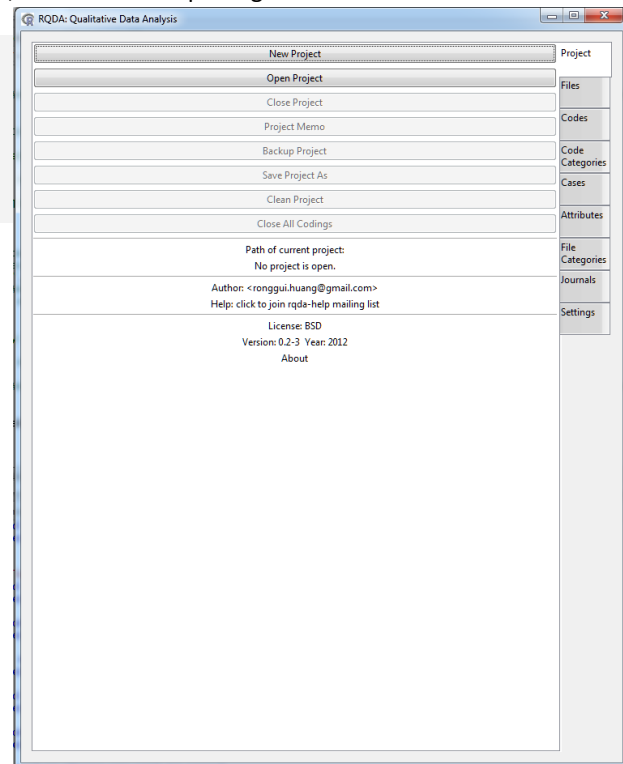 RQDA: Qualitative Data Analysis
New Project
Open Project
Close Project
Project Memo
Backup Project
Save Project As
Clean Project
Close All Codings
Path of current project:
No project is open.
Author: <ronggui.huang@gmail.com>
Help: click to join rqda-help mailing list
License: BSD
Version: 0.2-3 Year: 2012
About
Project
Files
Codes
Code
Categories
Cases
Attributes
File
Categories
Journals
Settings